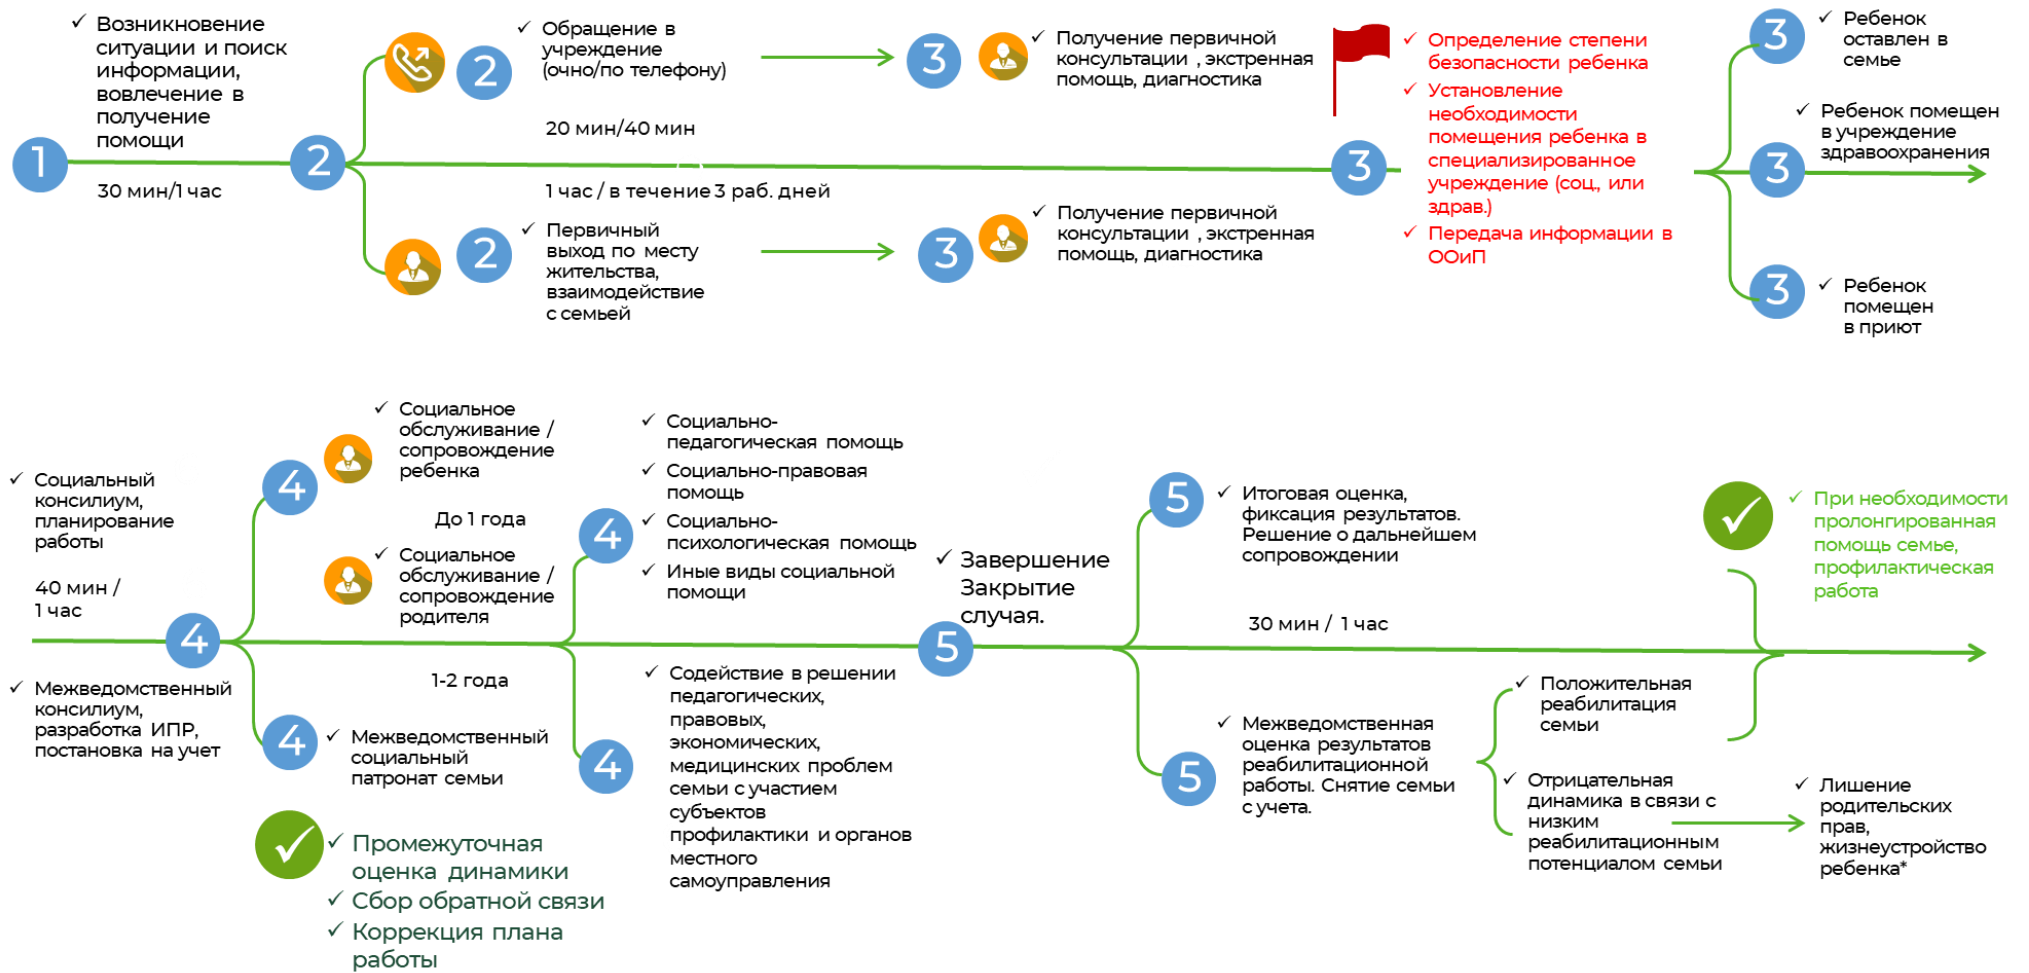 1
✓ Возникновение
ситуации и поиск
информации,
вовлечение в
получение
помощи
30 мин/1 час
2
2
✓ Обращение в
учреждение
(очно/по телефону)
20 мин/40 мин
1 час / в течение 3 раб. дней
2
✓ Первичный
выход по месту
жительства,
взаимодействие
с семьей
3
✓ Получение первичной
консультации , экстренная
помощь, диагностика
3
✓ Получение первичной
консультации , экстренная
помощь, диагностика
3
✓ Определение степени
безопасности ребенка
✓ Установление
необходимости
помещения ребенка в
специализированное
учреждение (соц., или
здрав.)
✓ Передача информации в
ООиП
3
✓ Ребенок
оставлен в
семье
3
✓ Ребенок помещен
в учреждение
здравоохранения
3
✓ Ребенок
помещен
в приют
✓ Социальный
консилиум,
планирование
работы
40 мин /
1 час
4
✓ Межведомственный
консилиум,
разработка ИПР,
постановка на учет
4
✓ Социальное
обслуживание /
сопровождение
ребенка
До 1 года
✓ Социальное
обслуживание /
сопровождение
родителя
1-2 года
4
✓ Межведомственный
социальный
патронат семьи
✓ Промежуточная
оценка динамики
✓ Сбор обратной связи
✓ Коррекция плана
работы
4
✓ Социально-
педагогическая помощь
✓ Социально-правовая
помощь
✓ Социально-
психологическая помощь
✓ Иные виды социальной
помощи
4
✓ Содействие в решении
педагогических,
правовых,
экономических,
медицинских проблем
семьи с участием
субъектов
профилактики и органов
местного
самоуправления
5
✓ Завершение
Закрытие
случая.
5
✓ Итоговая оценка,
фиксация результатов.
Решение о дальнейшем
сопровождении
30 мин / 1 час
5
✓ Межведомственная
оценка результатов
реабилитационной
работы. Снятие семьи
с учета.
✓ Положительная
реабилитация
семьи
✓ Отрицательная
динамика в связи с
низким
реабилитационным
потенциалом семьи
✓ При необходимости
пролонгированная
помощь семье,
профилактическая
работа
✓ Лишение
родительских
прав,
жизнеустройство
ребенка*